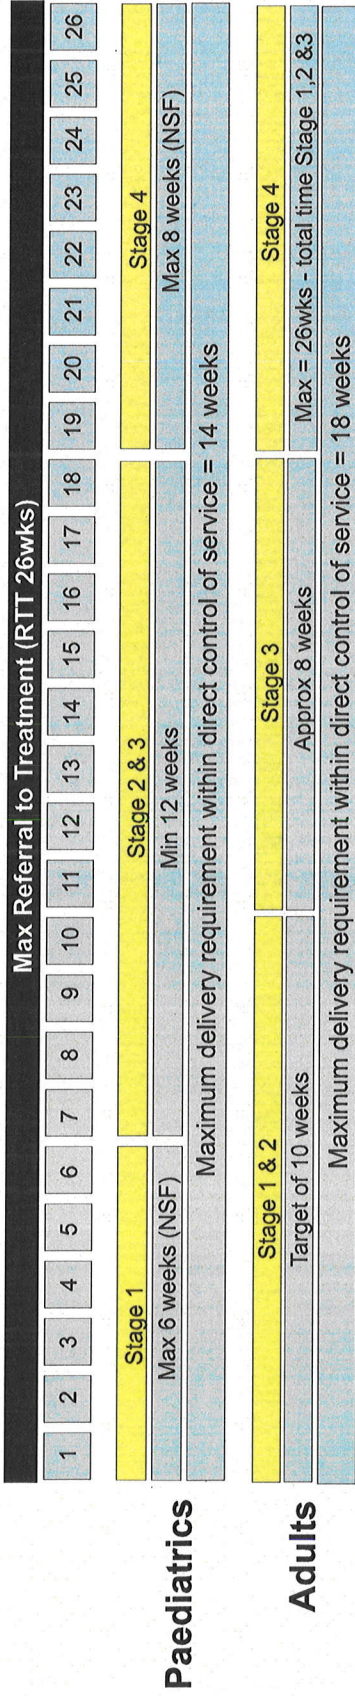 Max Referral to Treatment (RTT 26wks)
1 2 3 4 5 6 7 8 9 10 11 12 13 14 15 16 17 18 19 20 21 22 23 24 25 26
Paediatrics
Stage 1 Stage 2 & 3 Stage 4
Max 6 weeks (NSF) Min 12 weeks Max 8 weeks (NSF)
Maximum delivery requirement within direct control of service = 14 weeks
Adults
Stage 1 & 2 Stage 3 Stage 4
Target of 10 weeks Approx 8 weeks Max = 26wks - total time Stage 1,2 &3
Maximum delivery requirement within direct control of service = 18 weeks